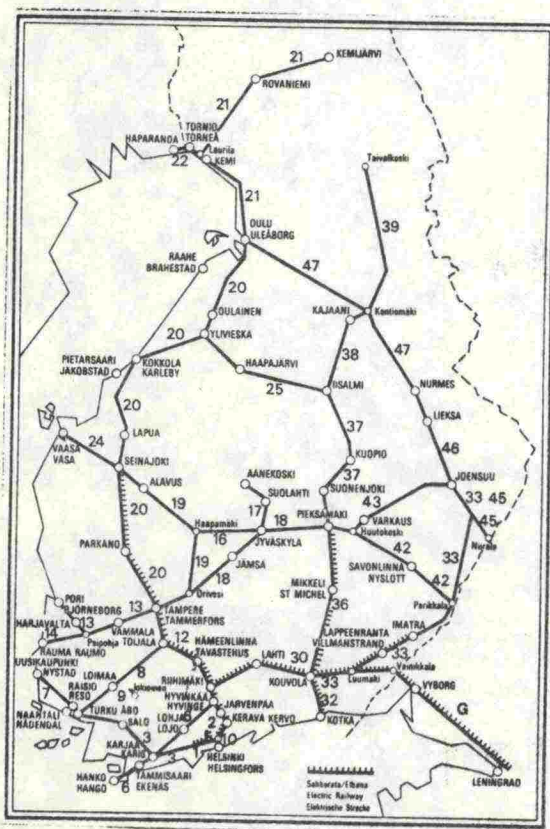 21
KEMIJÄRVI
21
ROVANIEMI
TORNIO
TORNEÅ
HAPARANDA
22
Laurila
KEMI
Taivalkoski
21
39
OULU
ULEÅBORG
RAAHE
BRAHESTAD
47
20
OULAINEN
KAJAANI
Kontiomäki
20
YLIVIESKA
38
47
PIETARSAARI
JAKOBSTAD
KOKKOLA
KARLEBY
HAAPAJÄRVI
25
IISALMI
NURMES
20
LIEKSA
24
VAASA
VASA
LAPUA
37
46
SEINÄJOKI
KUOPIO
ALAVUS
ÄÄNEKOSKI
37
JOENSUU
20
19
SUOLAHTI
SUONENJOKI
33
45
17
PIEKSÄMÄKI
43
VARKAUS
45
Haapamäki
16
18
JYVÄSKYLÄ
Huutokoski
Niirala
PARKANO
19
18
JÄMSÄ
42
SAVONLINNA
NYSLOTT
33
20
Orivesi
MIKKELI
ST MICHEL
42
Parikkala
PORI
BJÖRNEBORG
13
TAMPERE
TAMMERFORS
36
HARJAVALTA
13
14
VAMMALA
Peipohja
12
LAPPEENRANTA
VILLMANSTRAND
IMATRA
RAUMA RAUMO
TOIJALA
HÄMEENLINNA
TAVASTEHUS
33
UUSIKAUPUNKI
NYSTAD
LOIMAA
8
LAHTI
30
Luumäki
Vainikkala
7
RAISIO
RESO
9
Jokioinen
RIIHIMÄKI
KOUVOLA
33
VYBORG
NAANTALI
NÅDENDAL
TURKU ÅBO
HYVINKÄÄ
HYVINGE
JÄRVENPÄÄ
32
G
SALO
LOHJA
LOJO
5
2
KERAVA KERVO
KOTKA
3
KARJAA
KARIS
3
10
HELSINKI
HELSINGFORS
HANKO
HANGÖ
6
TAMMISAARI
EKENÄS
LENINGRAD
Sähkörata/Elbana
Electric Railway
Elektrische Strecke